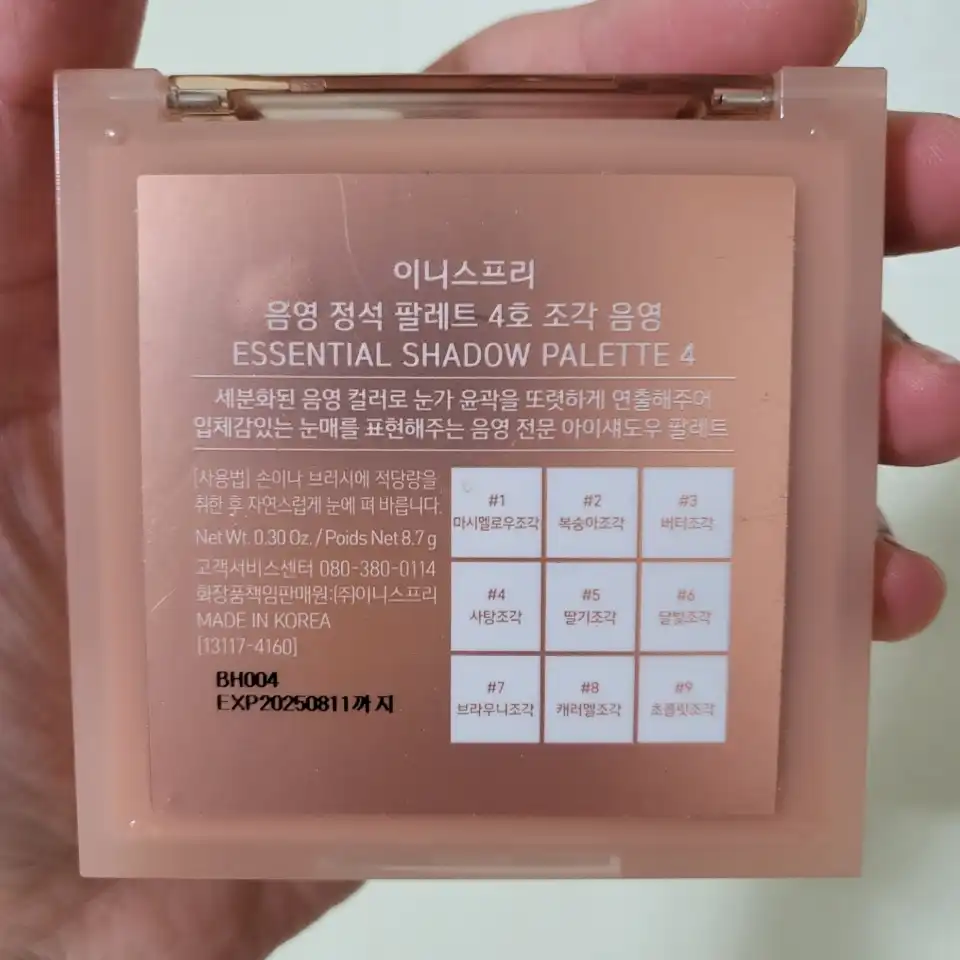 이니스프리
음영 정석 팔레트 4호 조각 음영
ESSENTIAL SHADOW PALETTE 4
세분화된 음영 컬러로 눈가 윤곽을 또렷하게 연출해주어
입체감있는 눈매를 표현해주는 음영 전문 아이섀도우 팔레트
[사용법] 손이나 브러시에 적당량을
취한 후 자연스럽게 눈에 펴 바릅니다.
Net Wt. 0.30 Oz. / Poids Net 8.7 g
고객서비스센터 080-380-0114
화장품책임판매원:(주)이니스프리
MADE IN KOREA
[13117-4160]
BH004
EXP20250811까지
#1
마시멜로우조각
#2
복숭아조각
#3
버터조각
#4
사탕조각
#5
딸기조각
#6
달빛조각
#7
브라우니조각
#8
캐러멜조각
#9
초콜릿조각